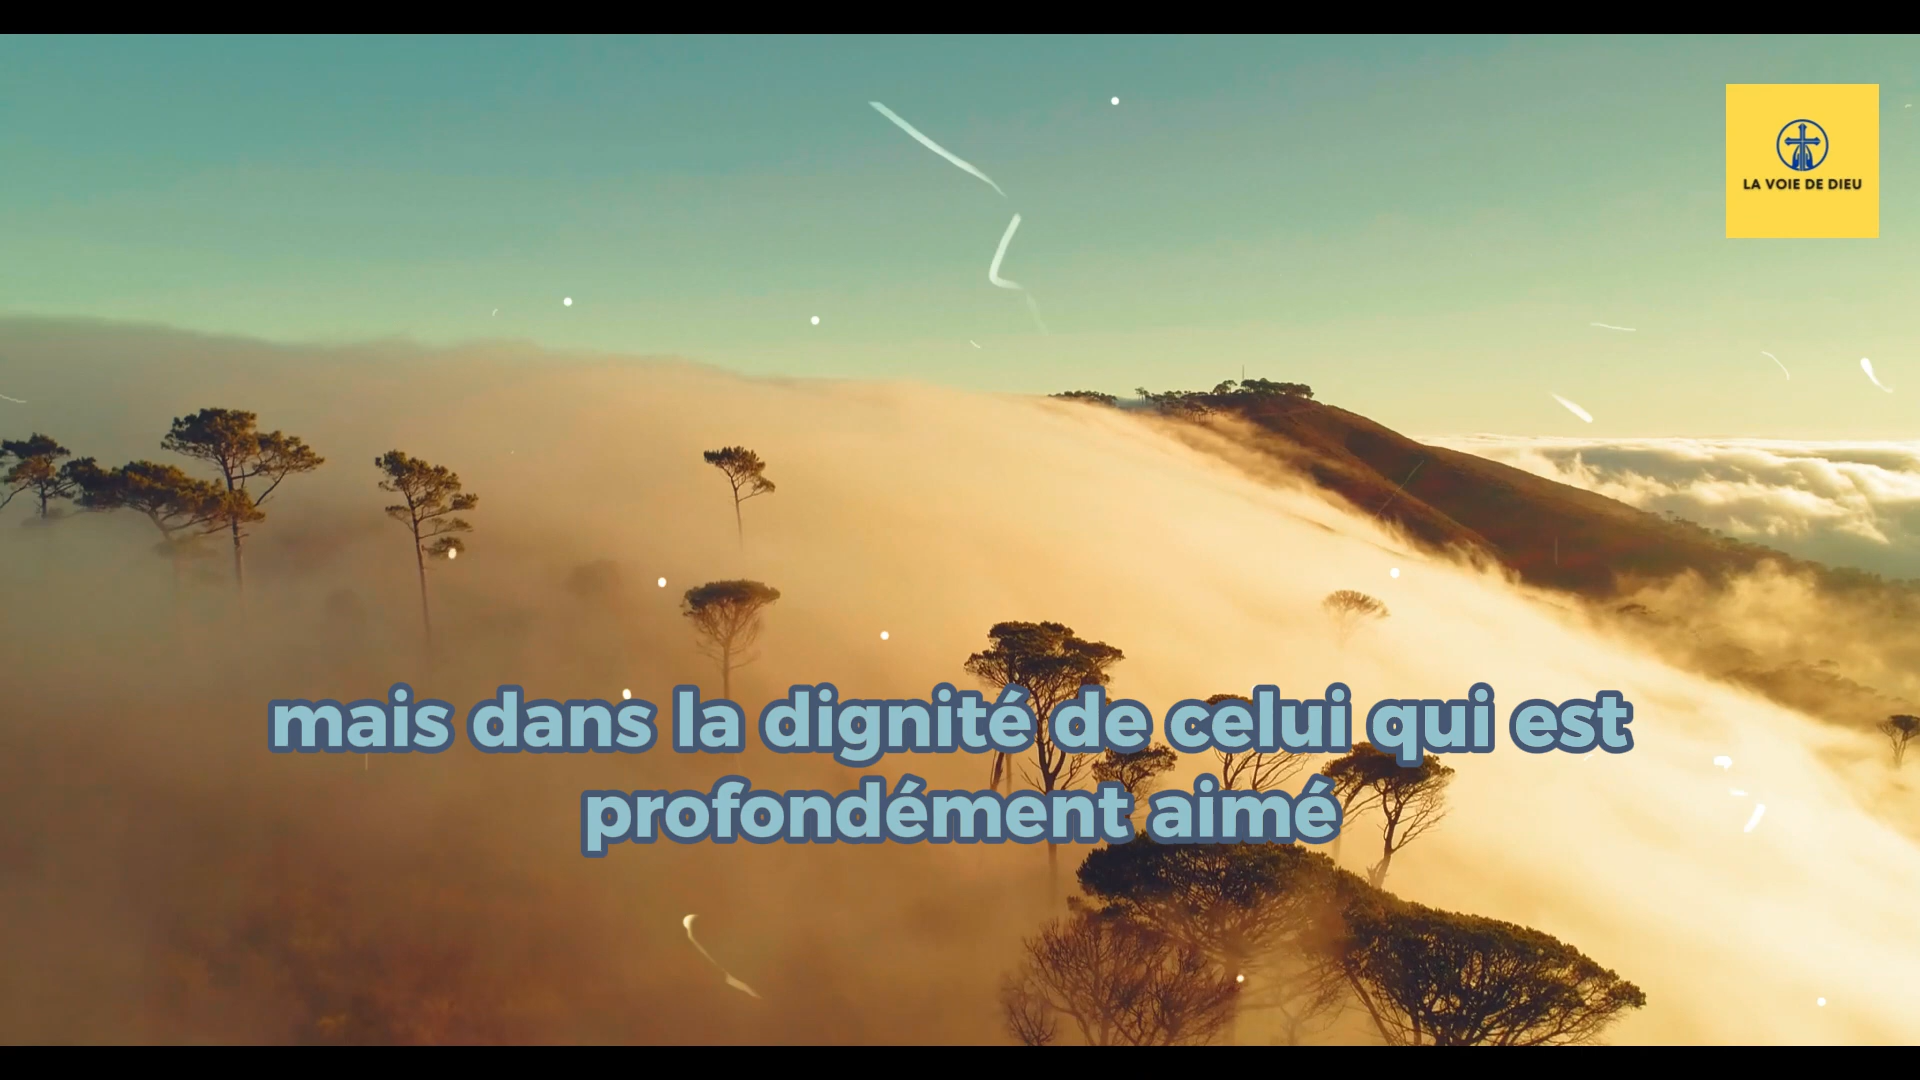 LA VOIE DE DIEU
mais dans la dignité de celui qui est
profondément aimé